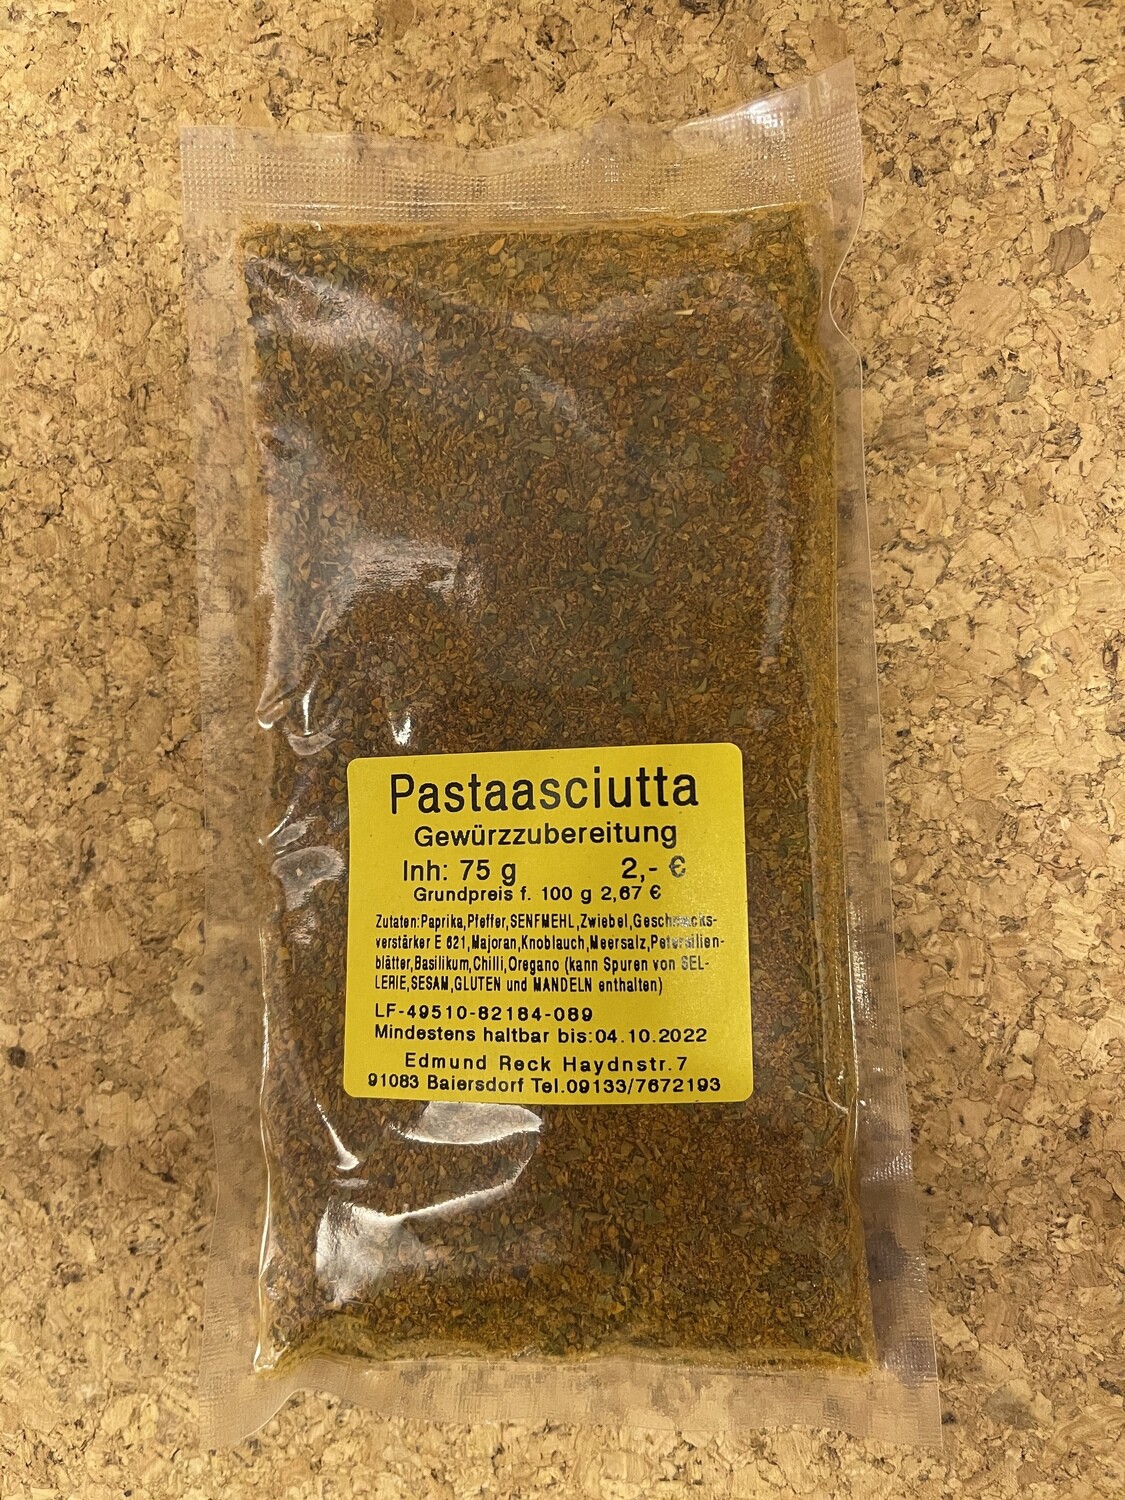 Pastaasciutta
Gewürzzubereitung
Inh: 75 g 2,- €
Grundpreis f. 100 g 2,67 €
Zutaten:Paprika,Pfeffer,SENFMEHL,Zwiebel,Geschmacks-
verstärker E 621,Majoran,Knoblauch,Meersalz,Petersilien-
blätter,Basilikum,Chilli,Oregano (kann Spuren von SEL-
LERIE,SESAM,GLUTEN und MANDELN enthalten)
LF-49510-82184-089
Mindestens haltbar bis:04.10.2022
Edmund Reck Haydnstr.7
91083 Baiersdorf Tel.09133/7672193